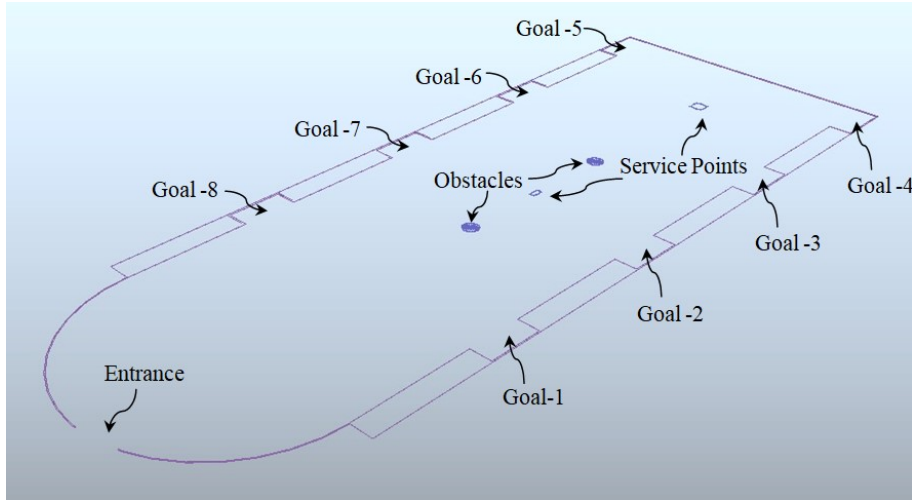 Goal -5
Goal -6
Goal -7
Service Points
Obstacles
Goal -4
Goal -8
Goal -3
Goal -2
Entrance
Goal-1